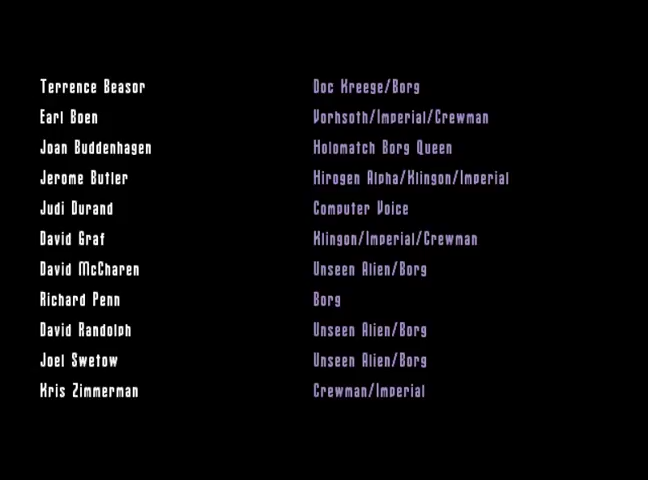 Terrence Beasor Doc Kreege/Borg
Earl Boen Vorhsoth/Imperial/Crewman
Joan Buddenhagen Holomatch Borg Queen
Jerome Butler Hirogen Alpha/Klingon/Imperial
Judi Durand Computer Voice
David Graf Klingon/Imperial/Crewman
David McCharen Unseen Alien/Borg
Richard Penn Borg
David Randolph Unseen Alien/Borg
Joel Swetow Unseen Alien/Borg
Kris Zimmerman Crewman/Imperial